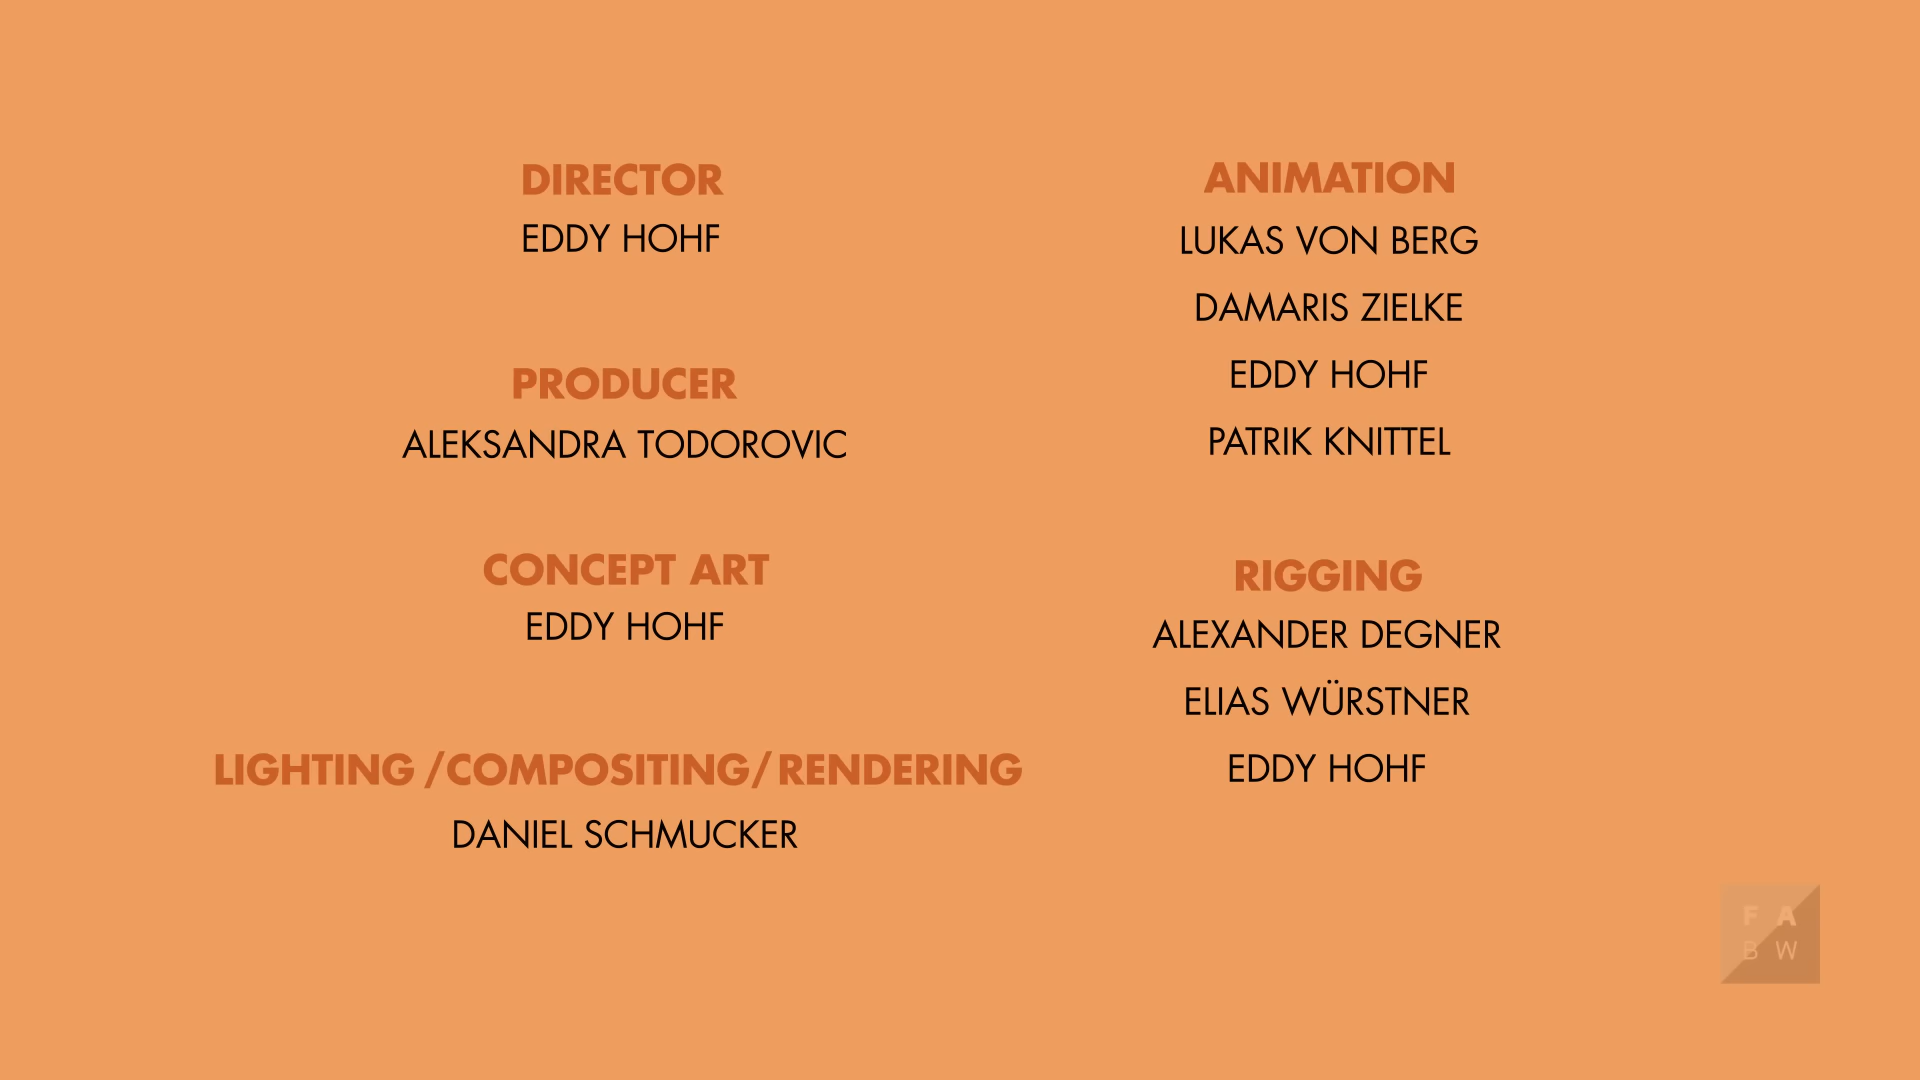 DIRECTOR
EDDY HOHF
PRODUCER
ALEKSANDRA TODOROVIC
CONCEPT ART
EDDY HOHF
LIGHTING /COMPOSITING/RENDERING
DANIEL SCHMUCKER
ANIMATION
LUKAS VON BERG
DAMARIS ZIELKE
EDDY HOHF
PATRIK KNITTEL
RIGGING
ALEXANDER DEGNER
ELIAS WÜRSTNER
EDDY HOHF
F A
B W